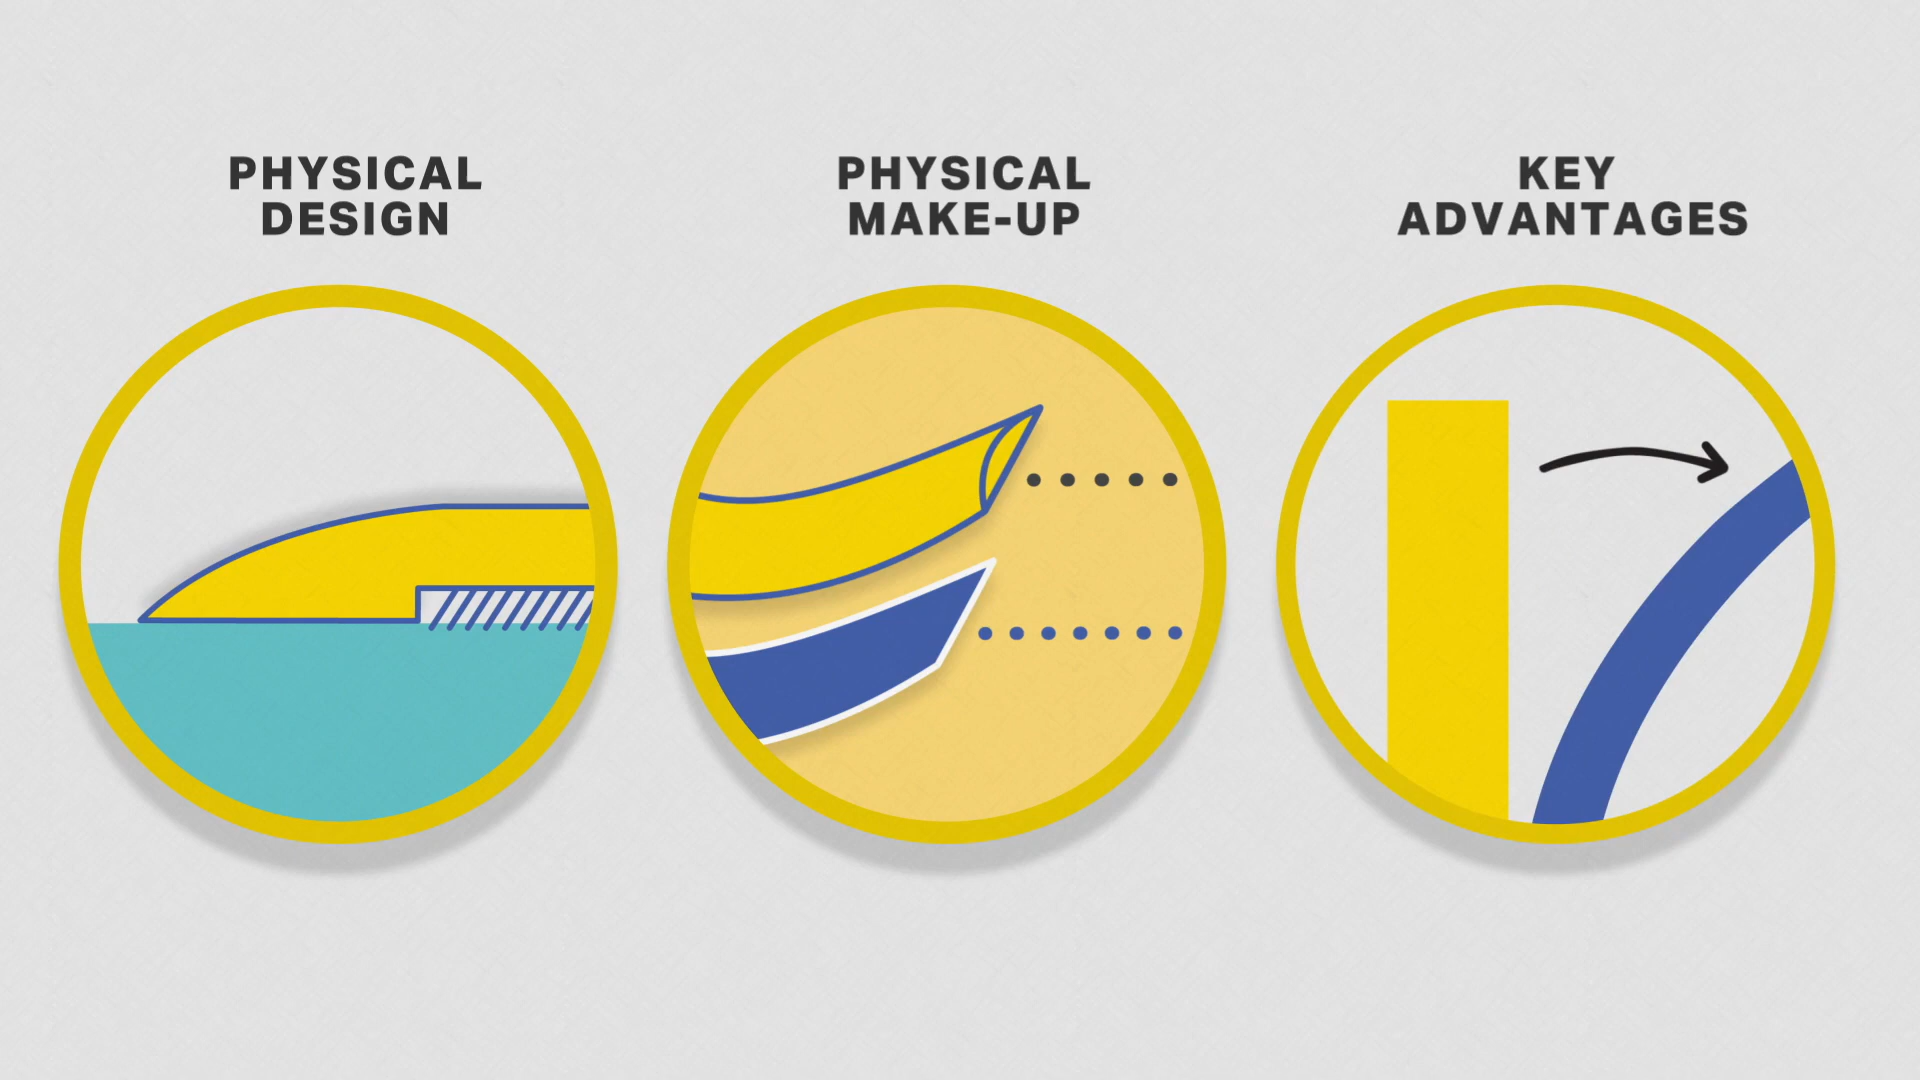 PHYSICAL
DESIGN
PHYSICAL
MAKE-UP
KEY
ADVANTAGES